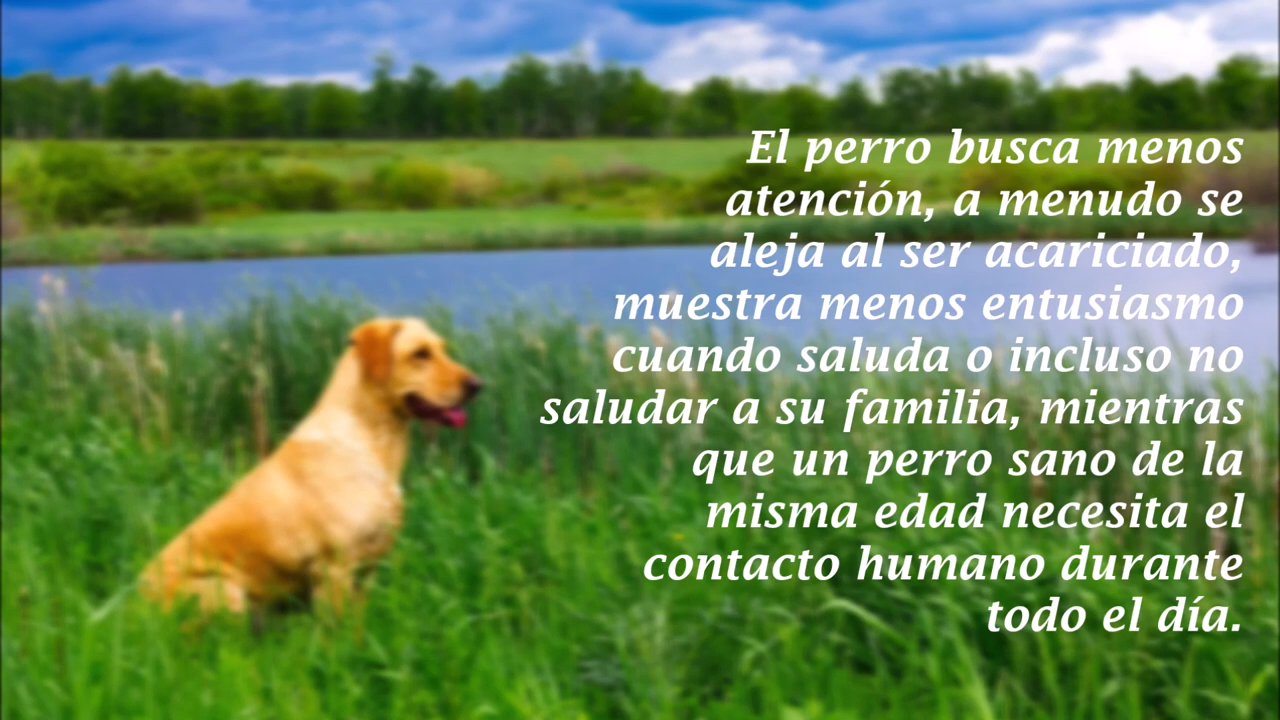 El perro busca menos
atención, a menudo se
aleja al ser acariciado,
muestra menos entusiasmo
cuando saluda o incluso no
saludar a su familia, mientras
que un perro sano de la
misma edad necesita el
contacto humano durante
todo el día.